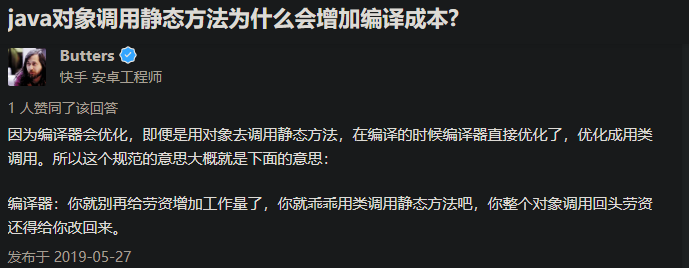 java对象调用静态方法为什么会增加编译成本?
Butters
快手 安卓工程师
1 人赞同了该回答
因为编译器会优化，即便是用对象去调用静态方法，在编译的时候编译器直接优化了，优化成用类
调用。所以这个规范的意思大概就是下面的意思：
编译器：你就别再给劳资增加工作量了，你就乖乖用类调用静态方法吧，你整个对象调用回头劳资
还得给你改回来。
发布于 2019-05-27